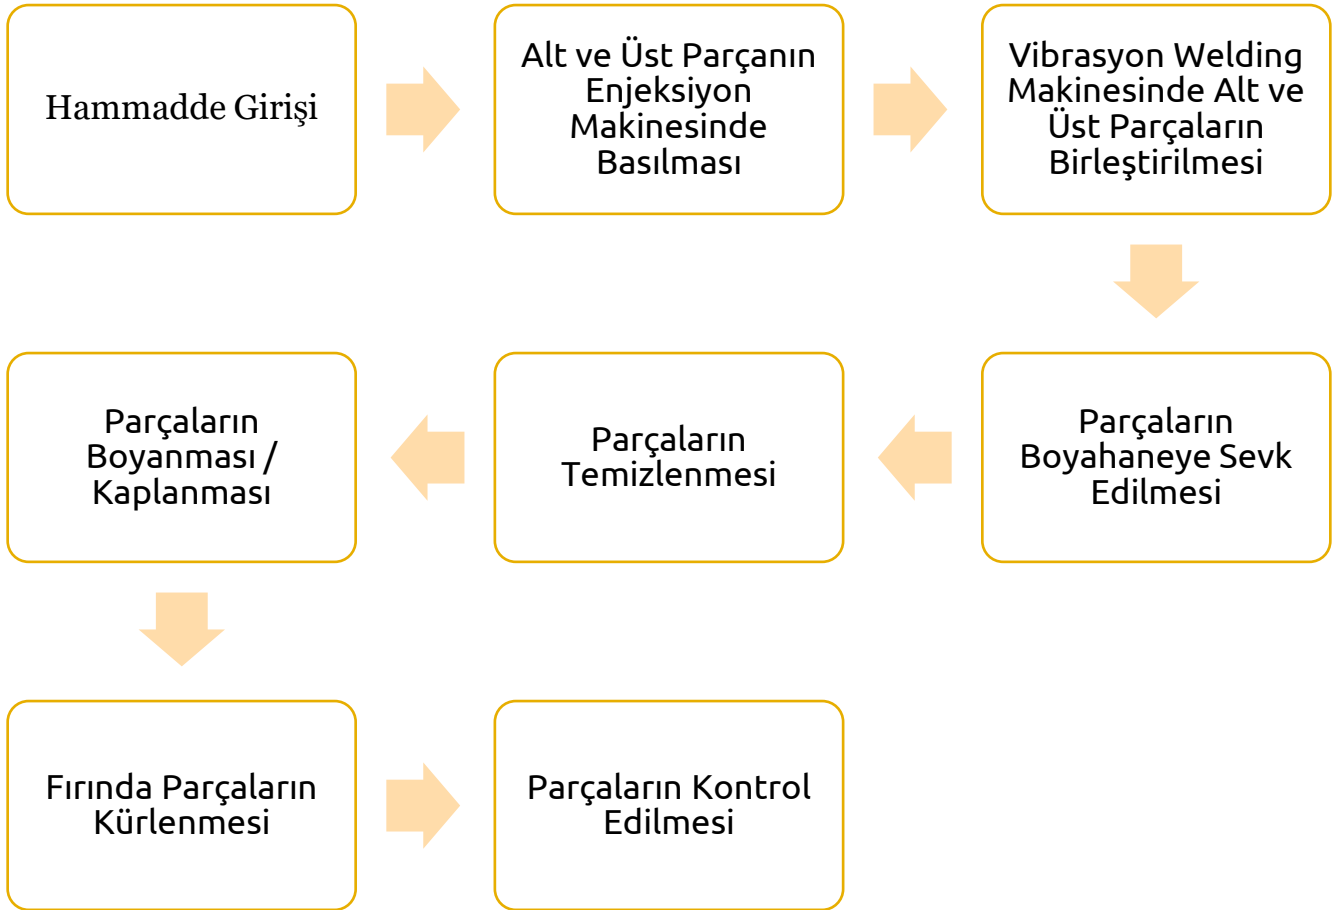 Hammadde Girişi
Alt ve Üst Parçanın
Enjeksiyon
Makinesinde
Basılması
Vibrasyon Welding
Makinesinde Alt ve
Üst Parçaların
Birleştirilmesi
Parçaların
Boyahaneye Sevk
Edilmesi
Parçaların
Temizlenmesi
Parçaların
Boyanması /
Kaplanması
Fırında Parçaların
Kürlenmesi
Parçaların Kontrol
Edilmesi